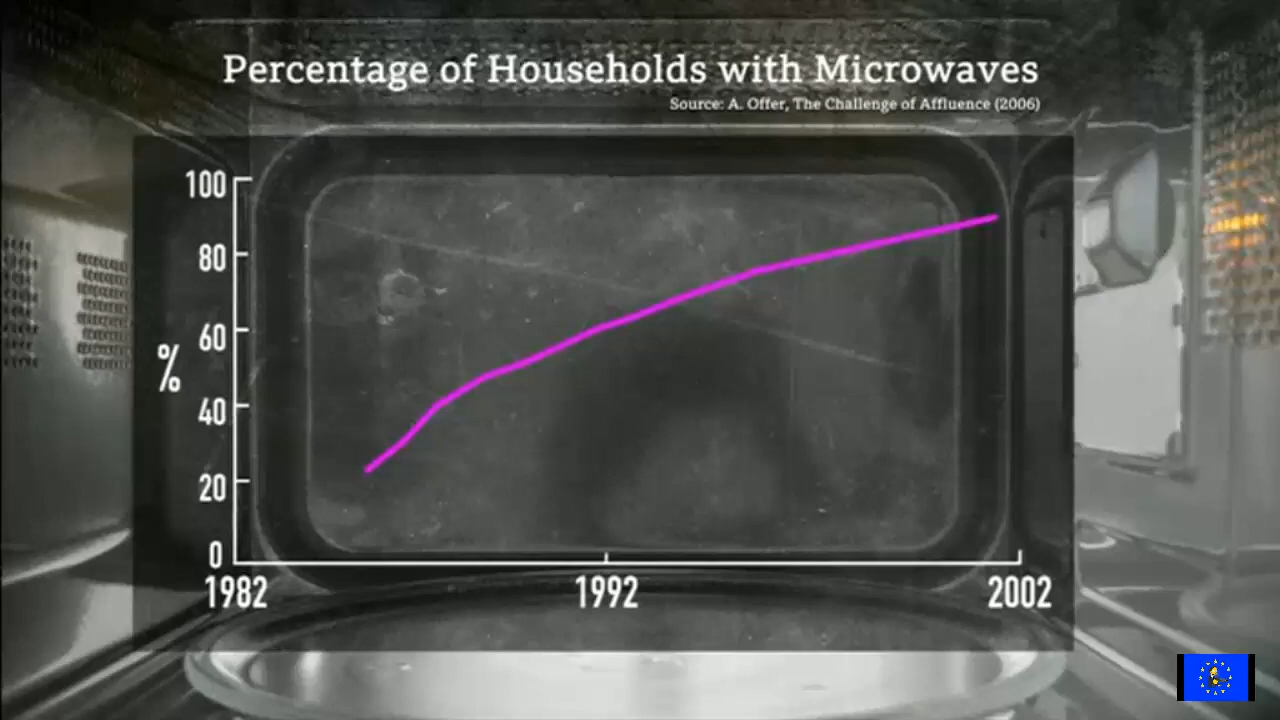 Percentage of Households with Microwaves
Source: A. Offer, The Challenge of Affluence (2006)
100
80
60
%
40
20
0
1982 1992 2002